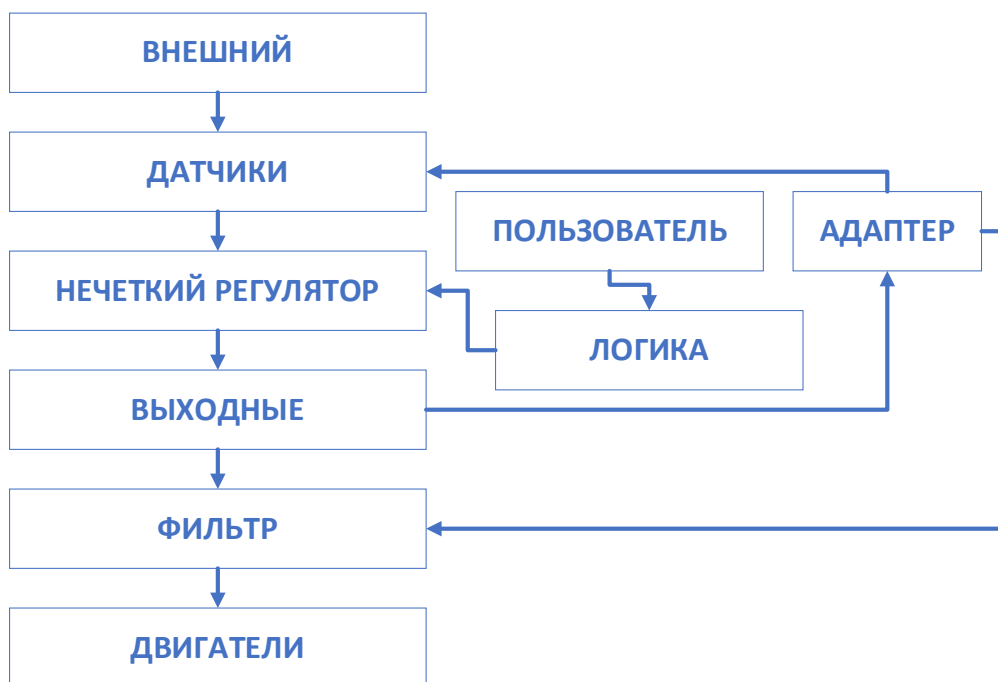 ВНЕШНИЙ
ДАТЧИКИ
ПОЛЬЗОВАТЕЛЬ
АДАПТЕР
НЕЧЕТКИЙ РЕГУЛЯТОР
ЛОГИКА
ВЫХОДНЫЕ
ФИЛЬТР
ДВИГАТЕЛИ